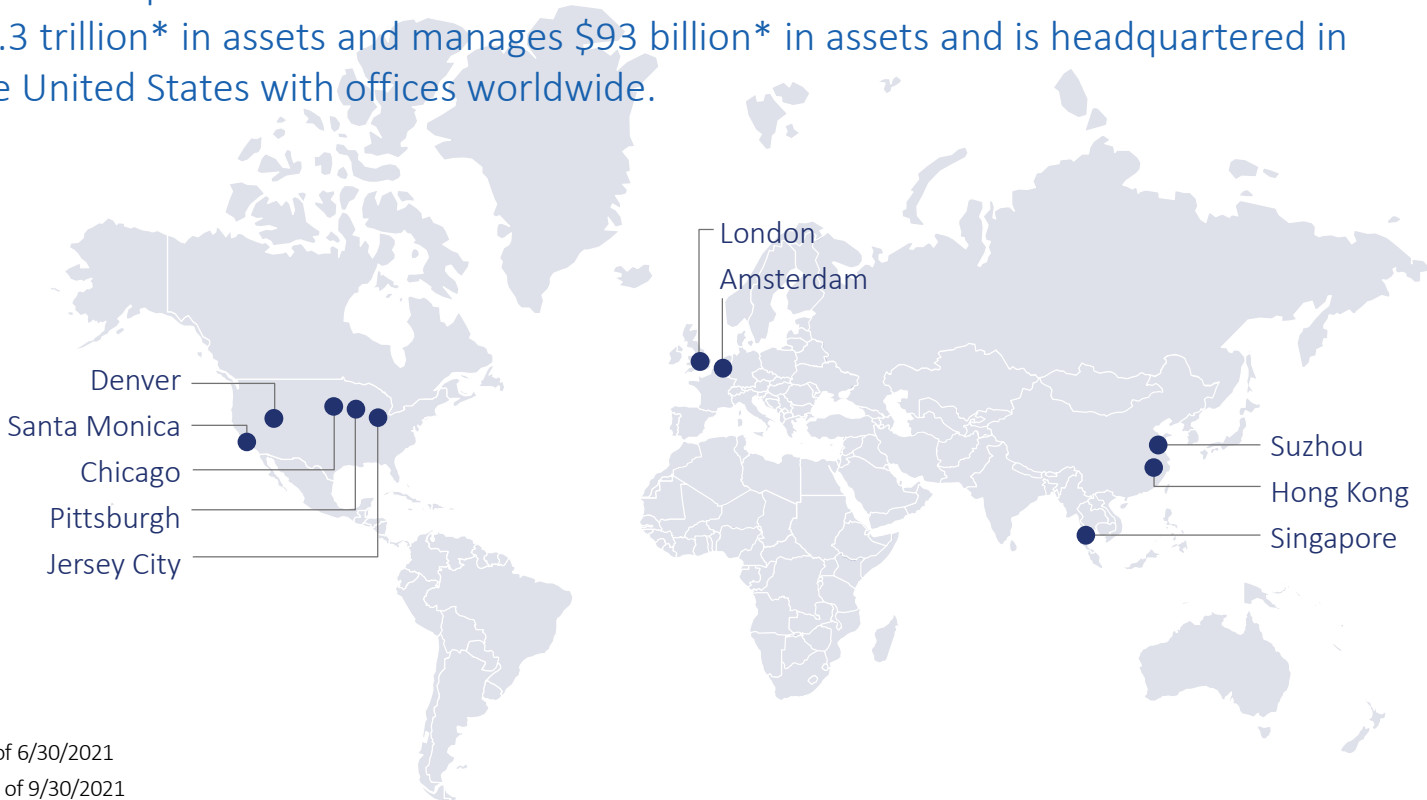 .3 trillion* in assets and manages $93 billion* in assets and is headquartered in
e United States with offices worldwide.
London
Amsterdam
Denver
Santa Monica
Chicago
Pittsburgh
Jersey City
Suzhou
Hong Kong
Singapore
of 6/30/2021
of 9/30/2021